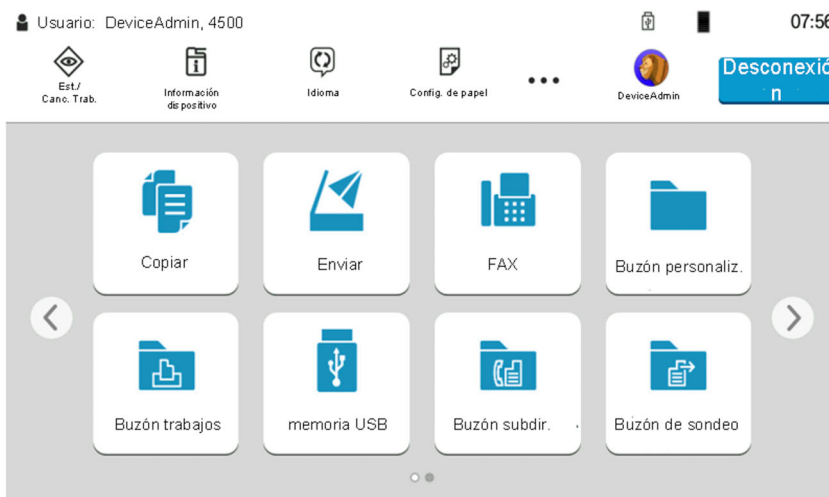 Usuario: DeviceAdmin, 4500
07:56
Est./
Canc. Trab.
Información
dispositivo
Idioma
Config. de papel
DeviceAdmin
Desconexió
n
Copiar
Enviar
FAX
Buzón personaliz.
Buzón trabajos
memoria USB
Buzón subdir.
Buzón de sondeo